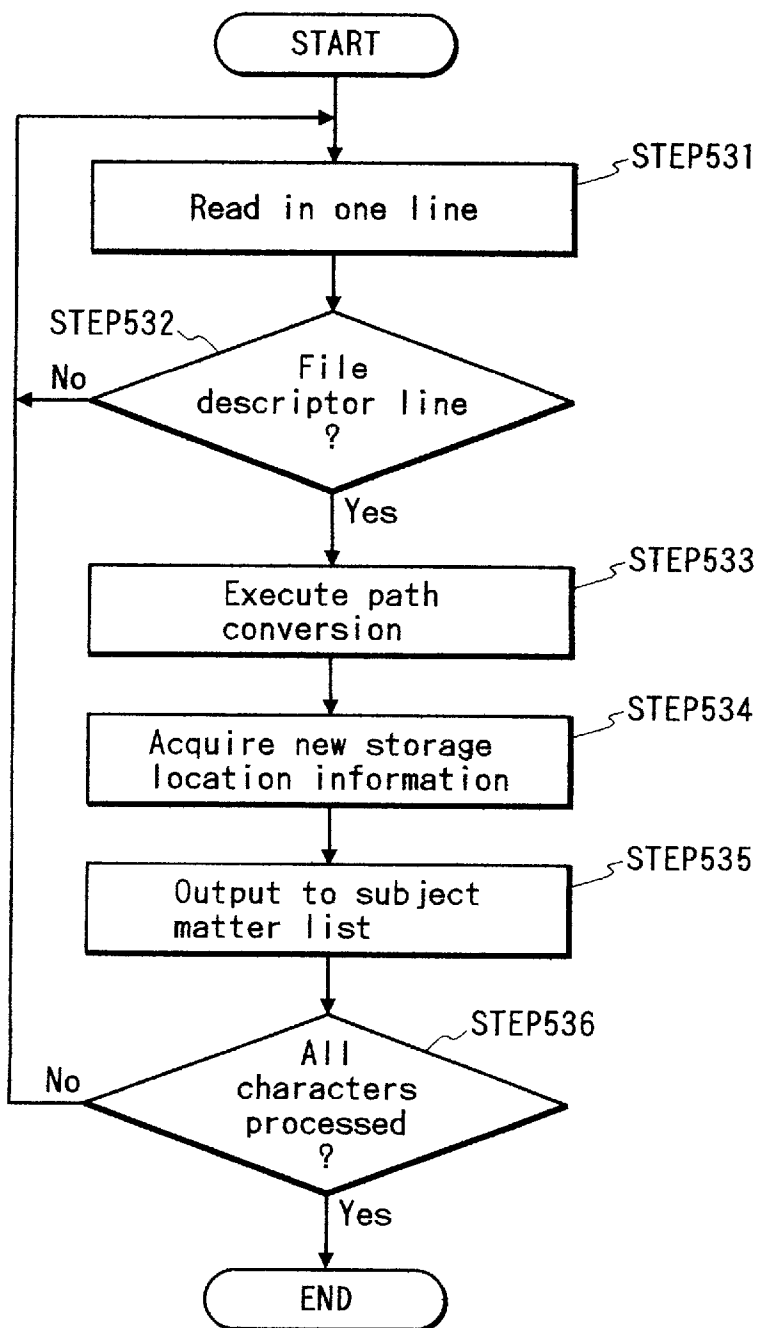 START
STEP531
Read in one line
STEP532
No
File
descriptor line
?
Yes
STEP533
Execute path
conversion
STEP534
Acquire new storage
location information
STEP535
Output to subject
matter list
STEP536
No
All
characters
processed
?
Yes
END